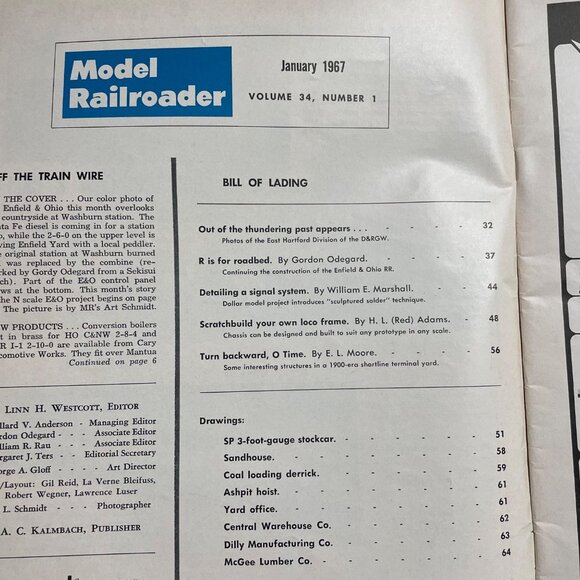 Model
Railroader
January 1967
VOLUME 34, NUMBER 1
FF THE TRAIN WIRE
THE COVER . . . Our color photo of
Enfield & Ohio this month overlooks
countryside at Washburn station. The
ta Fe diesel is coming in for a station
, while the 2-6-0 on the upper level is
ving Enfield Yard with a local peddler.
e original station at Washburn burned
was replaced by the combine (re-
rked by Gordy Odegard from a Sekisui
ch). Part of the E&O control panel
ws at the bottom. This month's story
the N scale E&O project begins on page
The picture is by MR's Art Schmidt.
W PRODUCTS . . . Conversion boilers
t in brass for HO C&NW 2-8-4 and
R I-1 2-10-0 are available from Cary
comotive Works. They fit over Mantua
Continued on page 6
LINN H. WESTCOTT, EDITOR
llard V. Anderson - Managing Editor
rdon Odegard - - - Associate Editor
lliam R. Rau - - - Associate Editor
rgaret J. Ters - - Editorial Secretary
orge A. Gloff - - - Art Director
/Layout: Gil Reid, La Verne Bleifuss,
Robert Wegner, Lawrence Luser
L. Schmidt - - - Photographer
A. C. KALMBACH, PUBLISHER
BILL OF LADING
Out of the thundering past appears . . . 32
Photos of the East Hartford Division of the D&RGW.
R is for roadbed. By Gordon Odegard. 37
Continuing the construction of the Enfield & Ohio RR.
Detailing a signal system. By William E. Marshall. 44
Dollar model project introduces "sculptured solder" technique.
Scratchbuild your own loco frame. By H. L. (Red) Adams. 48
Chassis can be designed and built to suit any prototype in any scale.
Turn backward, O Time. By E. L. Moore. 56
Some interesting structures in a 1900-era shortline terminal yard.
Drawings:
SP 3-foot-gauge stockcar. 51
Sandhouse. 58
Coal loading derrick. 59
Ashpit hoist. 61
Yard office. 61
Central Warehouse Co. 62
Dilly Manufacturing Co. 63
McGee Lumber Co. 64